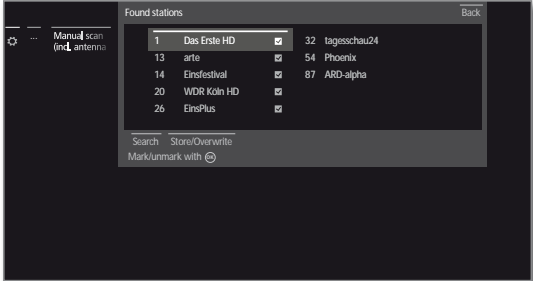 Found stations Back
... Manual scan
(incl. antenna
1 Das Erste HD 32 tagesschau24
13 arte 54 Phoenix
14 Einsfestival 87 ARD-alpha
20 WDR Köln HD
26 EinsPlus
Search Store/Overwrite
Mark/unmark with OK